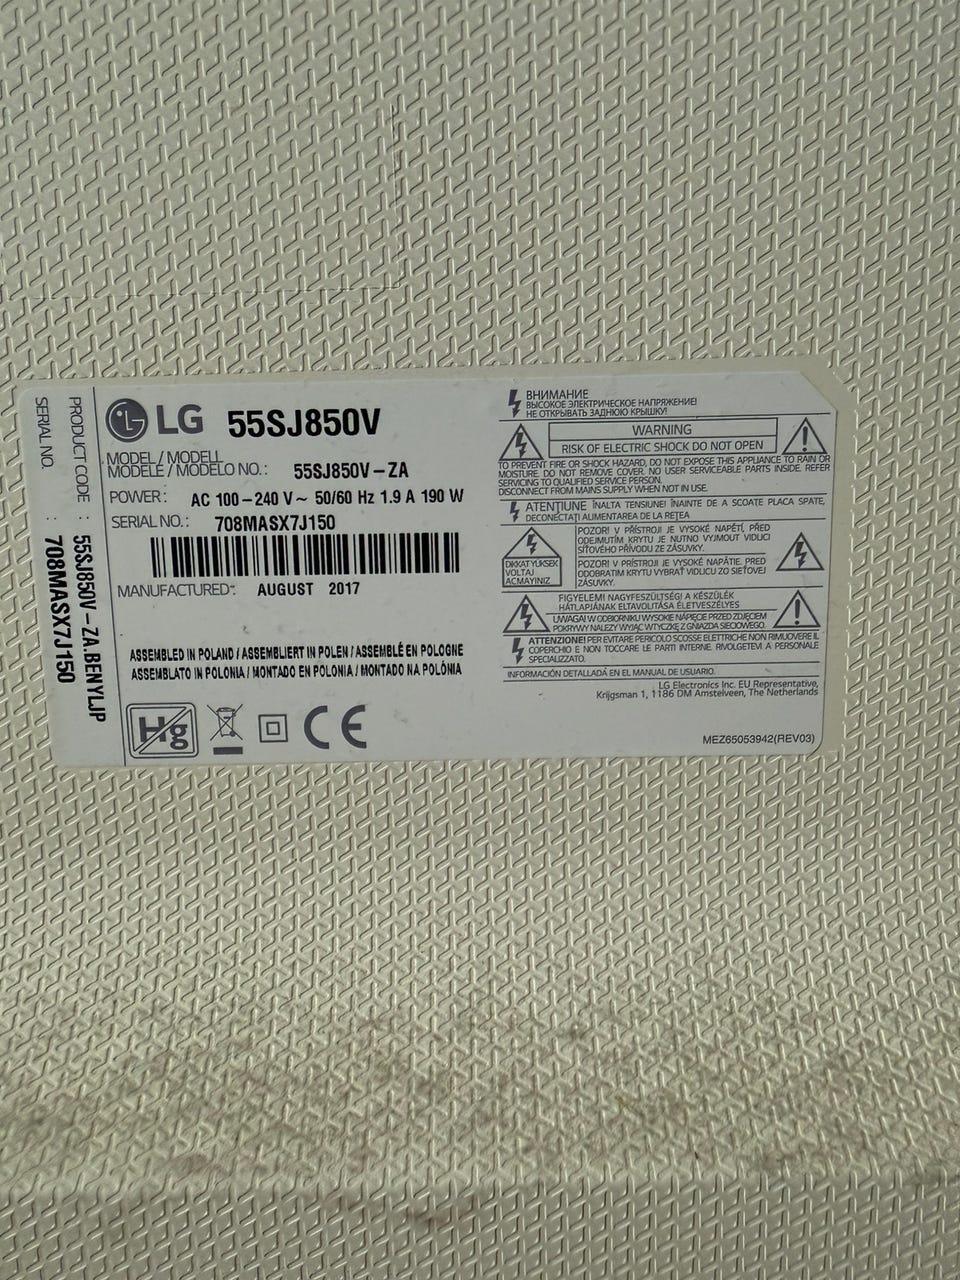 SERIAL NO. : 708MASX7J150
PRODUCT CODE : 55SJ850V-ZA.BENYLJP
LG 55SJ850V
MODEL / MODELL
MODÈLE / MODELO NO.: 55SJ850V-ZA
POWER : AC 100-240 V~ 50/60 Hz 1.9 A 190 W
SERIAL NO.: 708MASX7J150
MANUFACTURED : AUGUST 2017
ASSEMBLED IN POLAND / ASSEMBLIERT IN POLEN / ASSEMBLÉ EN POLOGNE
ASSEMBLATO IN POLONIA / MONTADO EN POLONIA / MONTADO NA POLÓNIA
Hg
CE
ВНИМАНИЕ
ВЫСОКОЕ ЭЛЕКТРИЧЕСКОЕ НАПРЯЖЕНИЕ!
НЕ ОТКРЫВАТЬ ЗАДНЮЮ КРЫШКУ!
WARNING
RISK OF ELECTRIC SHOCK DO NOT OPEN
TO PREVENT FIRE OR SHOCK HAZARD, DO NOT EXPOSE THIS APPLIANCE TO RAIN OR
MOISTURE. DO NOT REMOVE COVER. NO USER SERVICEABLE PARTS INSIDE. REFER
SERVICING TO QUALIFIED SERVICE PERSON.
DISCONNECT FROM MAINS SUPPLY WHEN NOT IN USE.
ATENȚIUNE ÎNALTA TENSIUNE! ÎNAINTE DE A SCOATE PLACA SPATE,
DECONECTAȚI ALIMENTAREA DE LA REȚEA
DIKKAT YUKSEK
VOLTAJ
ACMAYINIZ
POZOR! V PŘÍSTROJI JE VYSOKÉ NAPĚTÍ, PŘED
ODEJMUTÍM KRYTU JE NUTNO VYJMOUT VIDLICI
SÍŤOVÉHO PŘÍVODU ZE ZÁSUVKY.
POZOR! V PRÍSTROJI JE VYSOKÉ NAPÄTIE. PRED
ODOBRATIM KRYTU VYBRAŤ VIDLICU ZO SIEŤOVEJ
ZÁSUVKY.
FIGYELEM! NAGYFESZÜLTSÉG! A KÉSZÜLÉK
HÁTLAPJÁNAK ELTAVOLITÁSA ÉLETVESZÉLYES
UWAGA! W ODBIORNIKU WYSOKIE NAPIĘCIE PRZED ZDJĘCIEM
POKRYWY NALEŻY WYJĄĆ WTYCZKĘ Z GNIAZDA SIECIOWEGO.
ATTENZIONE! PER EVITARE PERICOLO SCOSSE ELETTRICHE NON RIMUOVERE IL
COPERCHIO E NON TOCCARE LE PARTI INTERNE. RIVOLGETEVI A PERSONALE
SPECIALIZZATO.
INFORMACIÓN DETALLADA EN EL MANUAL DE USUARIO.
LG Electronics Inc. EU Representative,
Krijgsman 1, 1186 DM Amstelveen, The Netherlands
MEZ65053942(REV03)